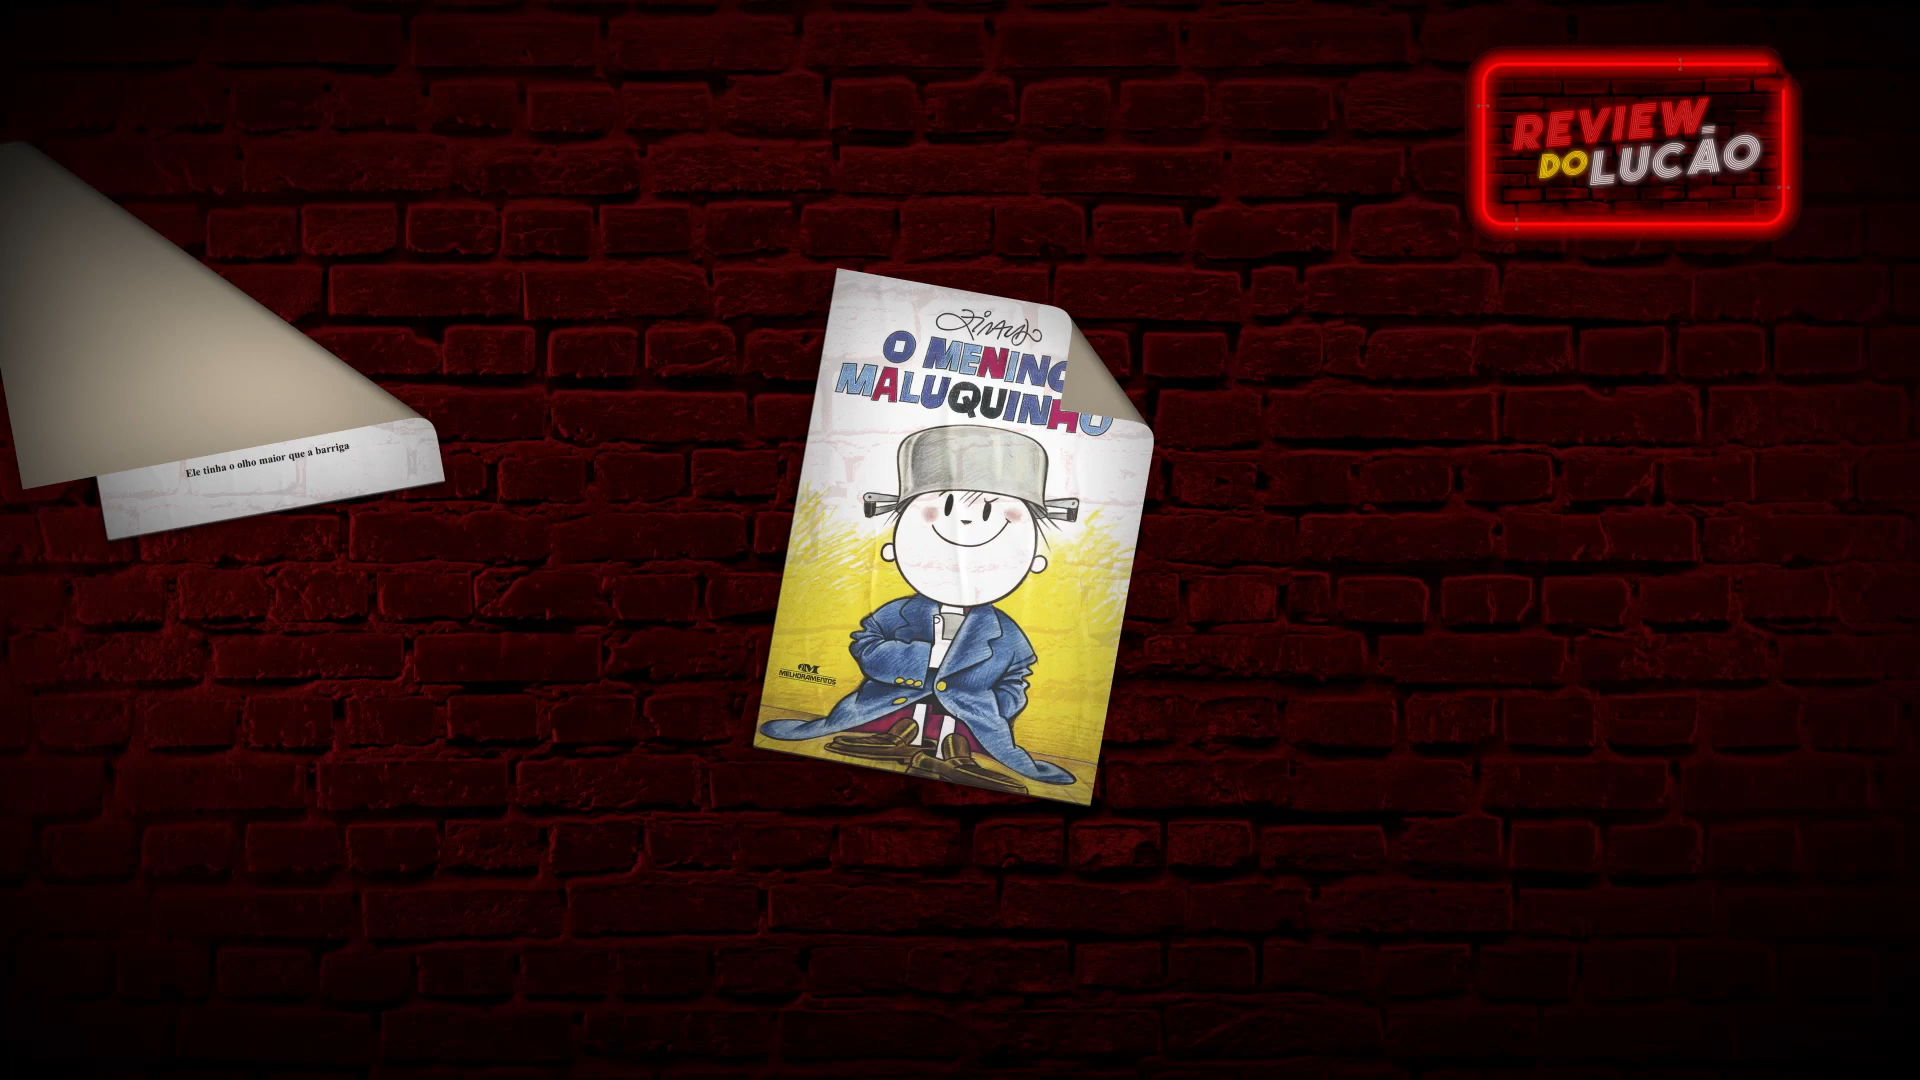 REVIEW
DO LUCÃO
Ele tinha o olho maior que a barriga
ZIRALDO
O MENINO
MALUQUINHO
MELHORAMENTOS